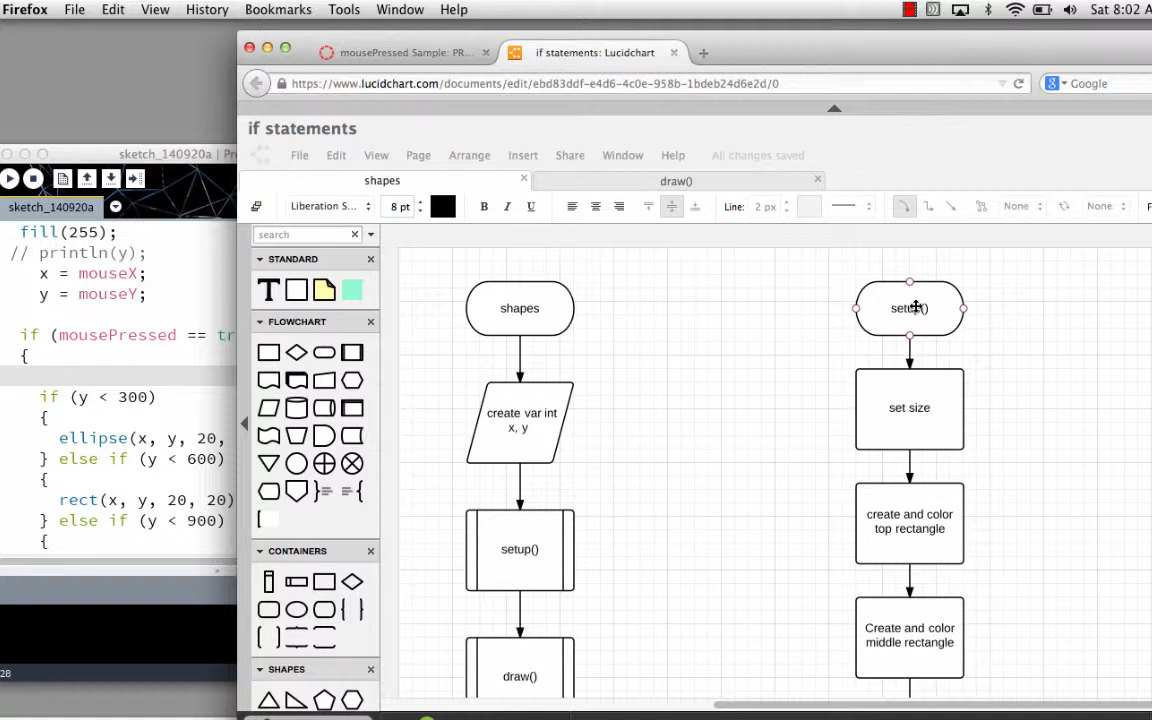 Firefox File Edit View History Bookmarks Tools Window Help Sat 8:02 A
mousePressed Sample: PR... if statements: Lucidchart
https://www.lucidchart.com/documents/edit/ebd83ddf-e4d6-4c0e-958b-1bdeb24d6e2d/0 Google
if statements
File Edit View Page Arrange Insert Share Window Help All changes saved
shapes draw()
Liberation S... 8 pt B I U Line: 2 px None None F
sketch_140920a | Pr
sketch_140920a
fill(255);
// println(y);
x = mouseX;
y = mouseY;
if (mousePressed == tr
{
if (y < 300)
{
ellipse(x, y, 20,
} else if (y < 600)
{
rect(x, y, 20, 20)
} else if (y < 900)
{
28
search
STANDARD
T
FLOWCHART
CONTAINERS
SHAPES
shapes
create var int
x, y
setup()
draw()
setup()
set size
create and color
top rectangle
Create and color
middle rectangle